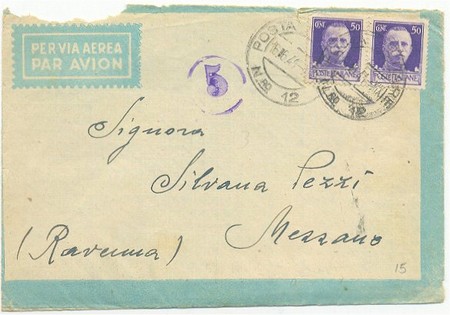 PER VIA AEREA
PAR AVION
5
POSTA
N.R. 12
CENT. 50
POSTE ITALIANE
CENT. 50
POSTE ITALIANE
Signora
Silvana Pezzi
(Ravenna) Mezzano
15